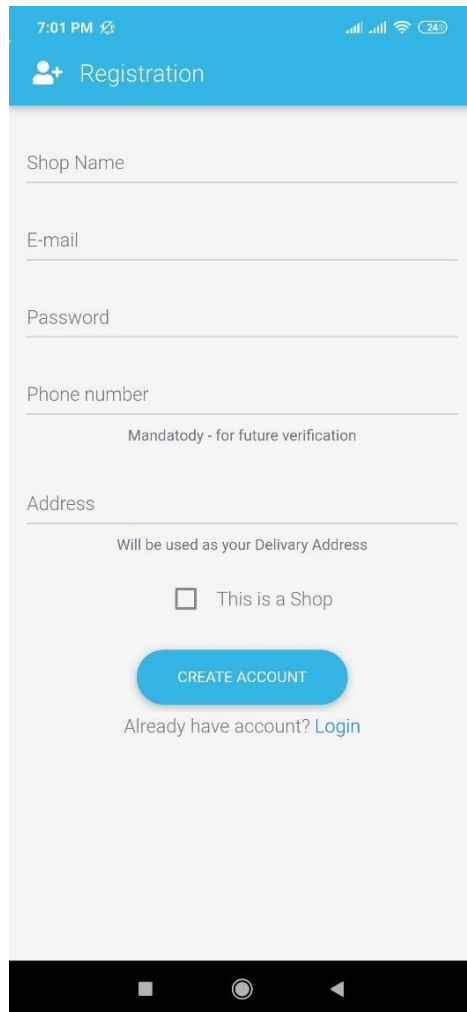 7:01 PM
24
Registration
Shop Name
E-mail
Password
Phone number
Mandatody - for future verification
Address
Will be used as your Delivary Address
This is a Shop
CREATE ACCOUNT
Already have account? Login